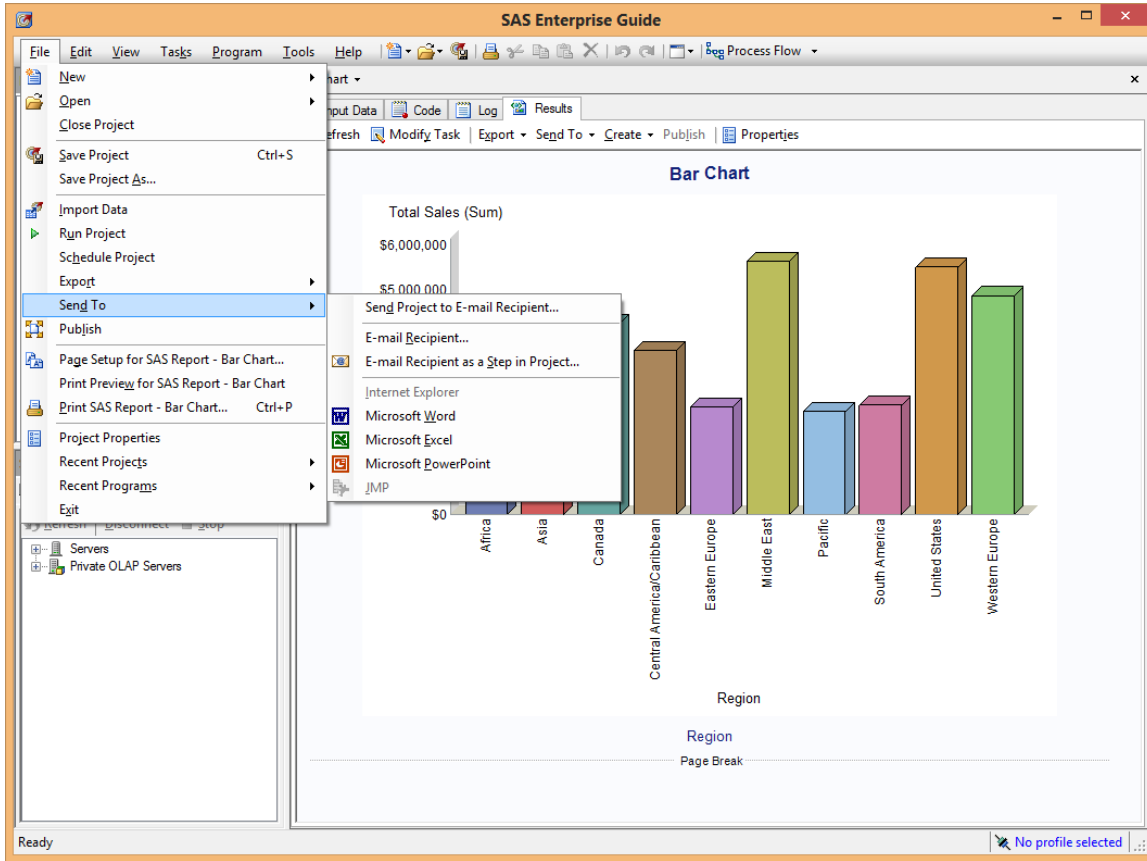 SAS Enterprise Guide
File Edit View Tasks Program Tools Help Process Flow
New
Open
Close Project
Save Project Ctrl+S
Save Project As...
Import Data
Run Project
Schedule Project
Export
Send To
Publish
Page Setup for SAS Report - Bar Chart...
Print Preview for SAS Report - Bar Chart
Print SAS Report - Bar Chart... Ctrl+P
Project Properties
Recent Projects
Recent Programs
Exit
Send Project to E-mail Recipient...
E-mail Recipient...
E-mail Recipient as a Step in Project...
Internet Explorer
Microsoft Word
Microsoft Excel
Microsoft PowerPoint
JMP
Refresh Disconnect Stop
Servers
Private OLAP Servers
hart
nput Data Code Log Results
efresh Modify Task Export Send To Create Publish Properties
Bar Chart
Total Sales (Sum)
$6,000,000
$5,000,000
$0
Africa
Asia
Canada
Central America/Caribbean
Eastern Europe
Middle East
Pacific
South America
United States
Western Europe
Region
Region
Page Break
Ready No profile selected